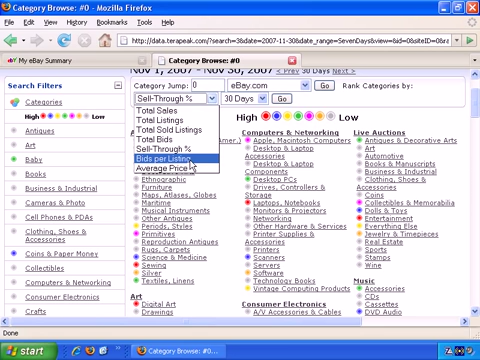 Category Browse: #0 - Mozilla Firefox
File Edit View History Bookmarks Tools Help
http://data.terapeak.com/?search=3&date=2007-11-30&date_range=SevenDays&view=&id=0&siteID=0&ra
My eBay Summary
Category Browse: #0
Search Filters
Categories
High Low
Antiques
Art
Baby
Books
Business & Industrial
Cameras & Photo
Cell Phones & PDAs
Clothing, Shoes &
Accessories
Coins & Paper Money
Collectibles
Computers & Networking
Consumer Electronics
Crafts
Nov 1, 2007 - Nov 30, 2007 < Prev 30 Days Next >
Category Jump: 0 eBay.com Go Rank Categories by:
Sell-Through % 30 Days Go
Total Sales
Total Listings
Total Sold Listings
Total Bids
Sell-Through %
Bids per Listing
Average Price
High Low
Ethnographic
Furniture
Maps, Atlases, Globes
Maritime
Musical Instruments
Other Antiques
Periods, Styles
Primitives
Reproduction Antiques
Rugs, Carpets
Science & Medicine
Sewing
Silver
Textiles, Linens
Art
Digital Art
Drawings
Computers & Networking
Apple, Macintosh Computers
Desktop & Laptop
Accessories
Desktop & Laptop
Components
Desktop PCs
Drives, Controllers &
Storage
Laptops, Notebooks
Monitors & Projectors
Networking
Other Hardware & Services
Printer Supplies &
Accessories
Printers
Scanners
Servers
Software
Technology Books
Vintage Computing Products
Consumer Electronics
A/V Accessories & Cables
Live Auctions
Antiques & Decorative
Art
Automotive
Books
Business & Industrial
Coins
Collectibles & Memorabilia
Dolls & Toys
Entertainment
Everything Else
Jewelry & Timepieces
Real Estate
Sports
Stamps
Wine
Music
Accessories
CDs
Cassettes
DVD Audio
Done
start
Category Browse: #0...